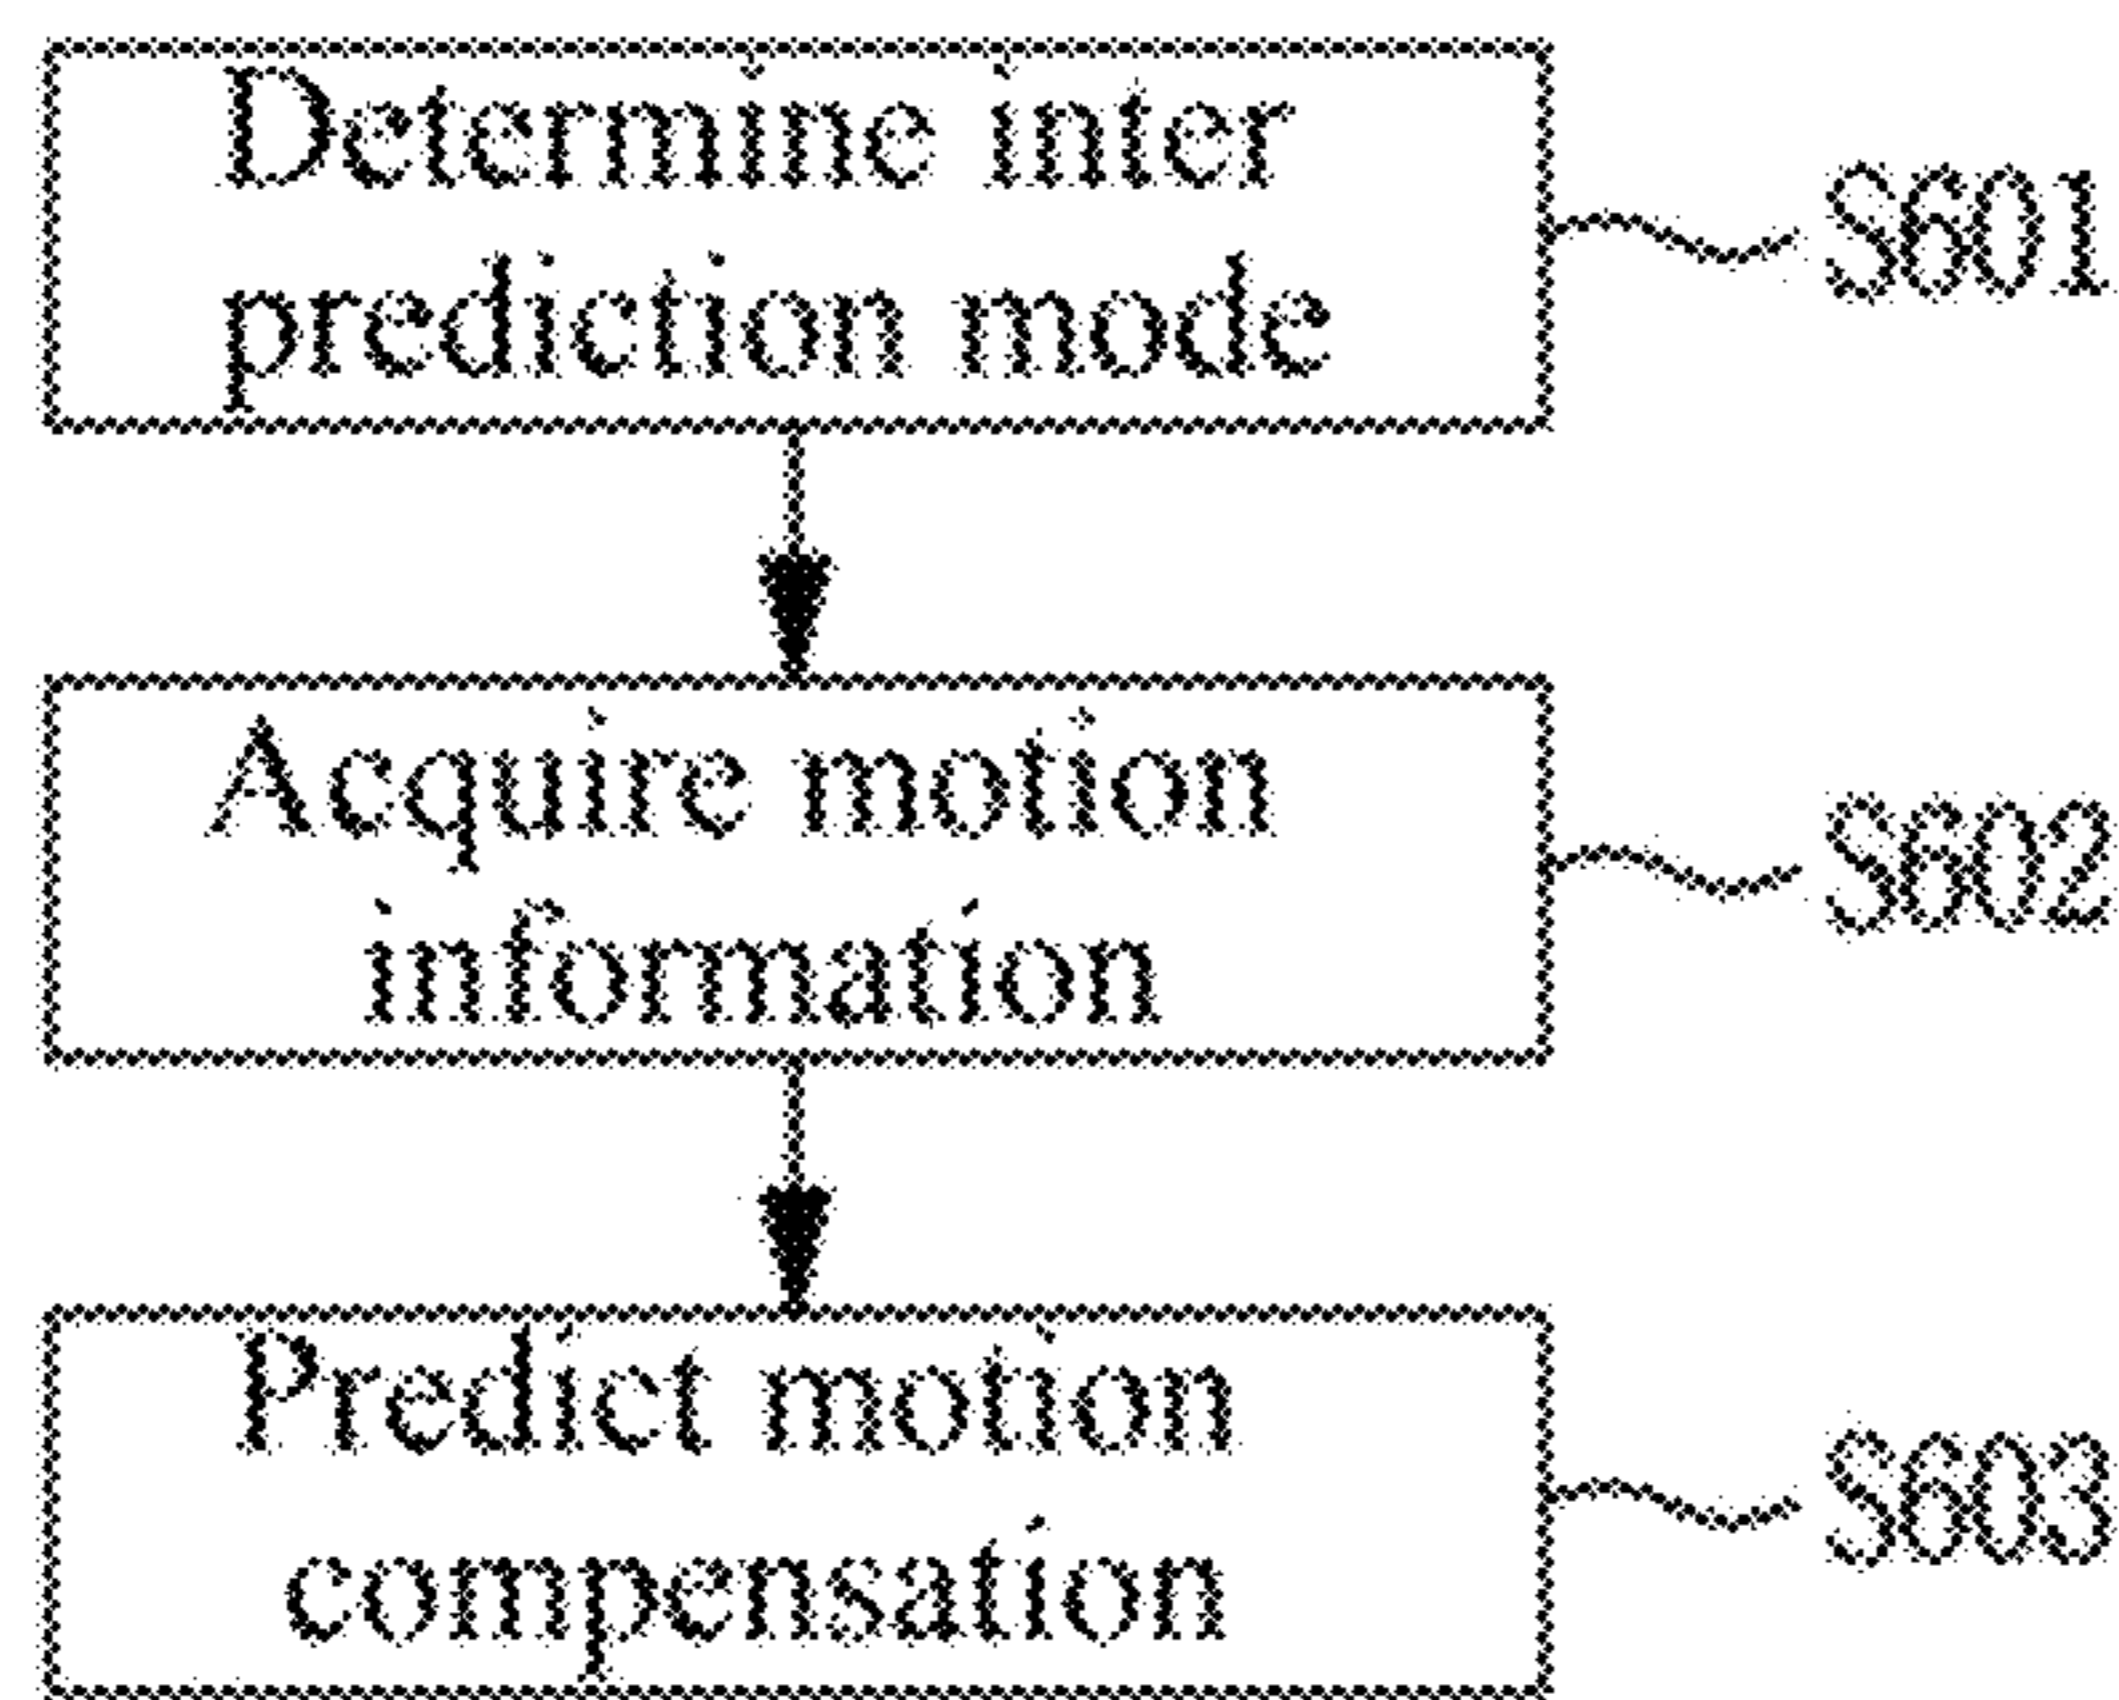 Determine inter
prediction mode
S601
Acquire motion
information
S602
Predict motion
compensation
S603